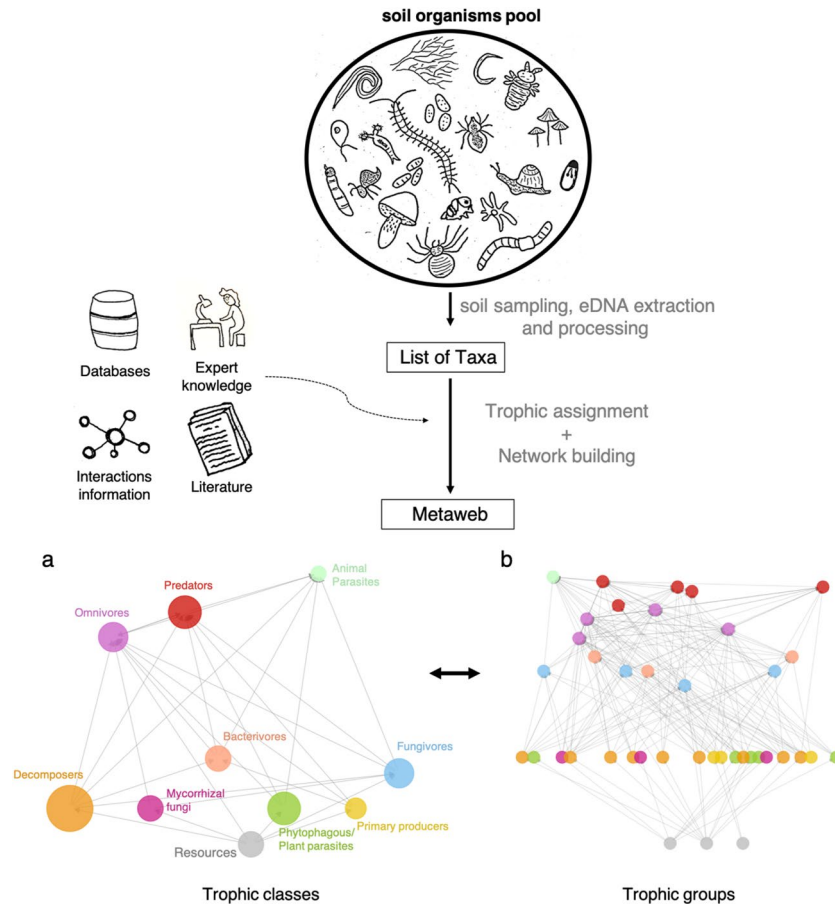 soil organisms pool
soil sampling, eDNA extraction
and processing
List of Taxa
Databases
Expert
knowledge
Trophic assignment
+
Network building
Interactions
information
Literature
Metaweb
a
Animal
Parasites
Predators
Omnivores
Bacterivores
Fungivores
Decomposers
Mycorrhizal
fungi
Phytophagous/
Plant parasites
Primary producers
Resources
Trophic classes
b
Trophic groups